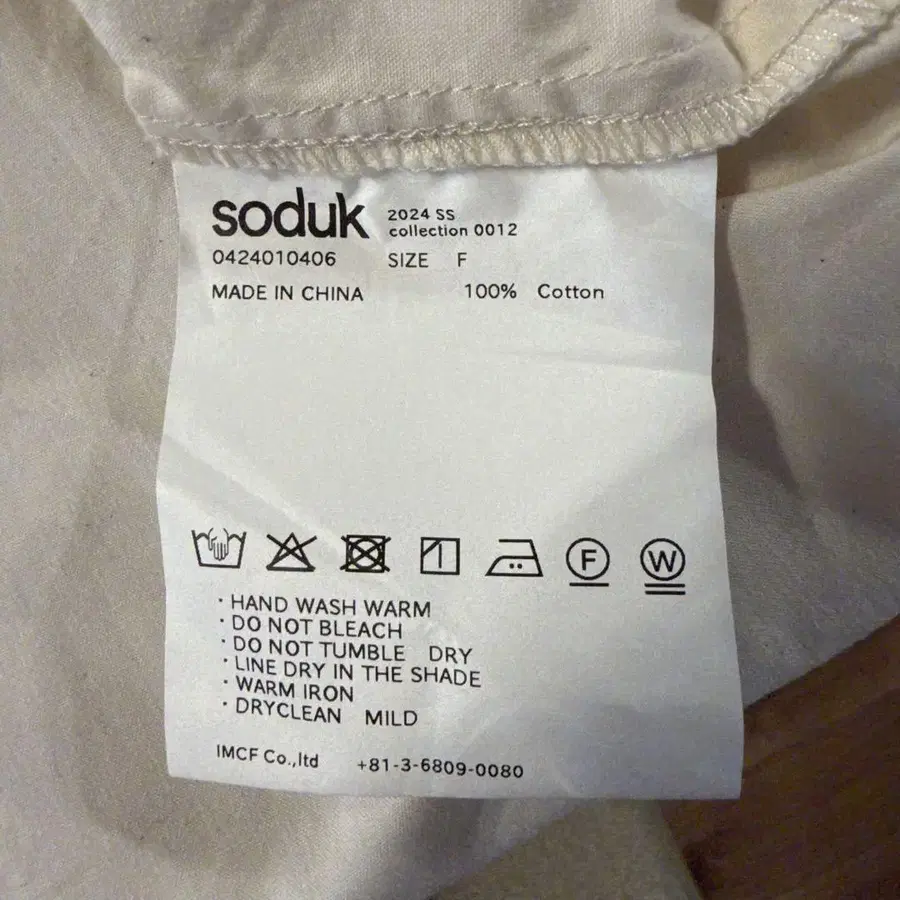 soduk 2024 SS
collection 0012
0424010406 SIZE F
MADE IN CHINA 100% Cotton
F W
· HAND WASH WARM
· DO NOT BLEACH
· DO NOT TUMBLE DRY
· LINE DRY IN THE SHADE
· WARM IRON
· DRYCLEAN MILD
IMCF Co.,ltd +81-3-6809-0080